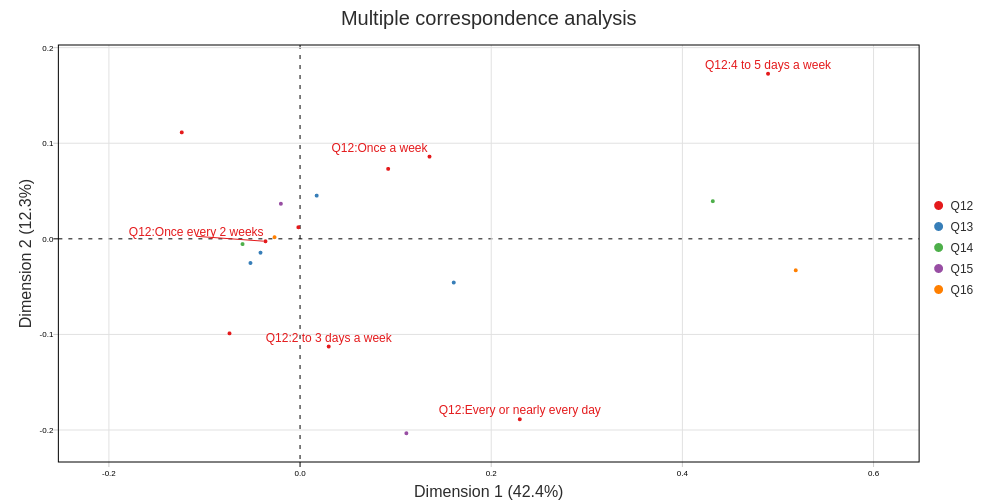 Multiple correspondence analysis
0.2
Q12:4 to 5 days a week
0.1
Q12:Once a week
Q12:Once every 2 weeks
0.0
-0.1
Q12:2 to 3 days a week
Q12:Every or nearly every day
-0.2
-0.2 0.0 0.2 0.4 0.6
Dimension 1 (42.4%)
Dimension 2 (12.3%)
Q12
Q13
Q14
Q15
Q16